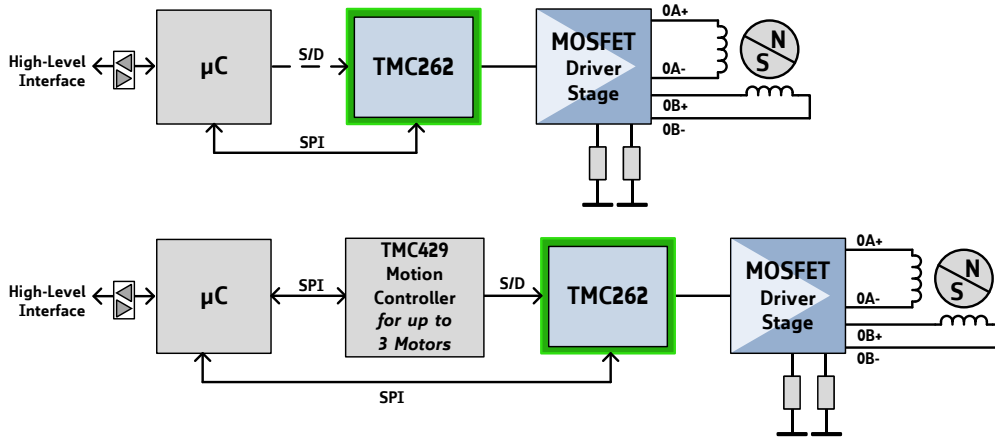 High-Level
Interface
µC
S/D
TMC262
SPI
MOSFET
Driver
Stage
0A+
0A-
0B+
0B-
N
S
High-Level
Interface
µC
SPI
TMC429
Motion
Controller
for up to
3 Motors
S/D
TMC262
SPI
MOSFET
Driver
Stage
0A+
0A-
0B+
0B-
N
S